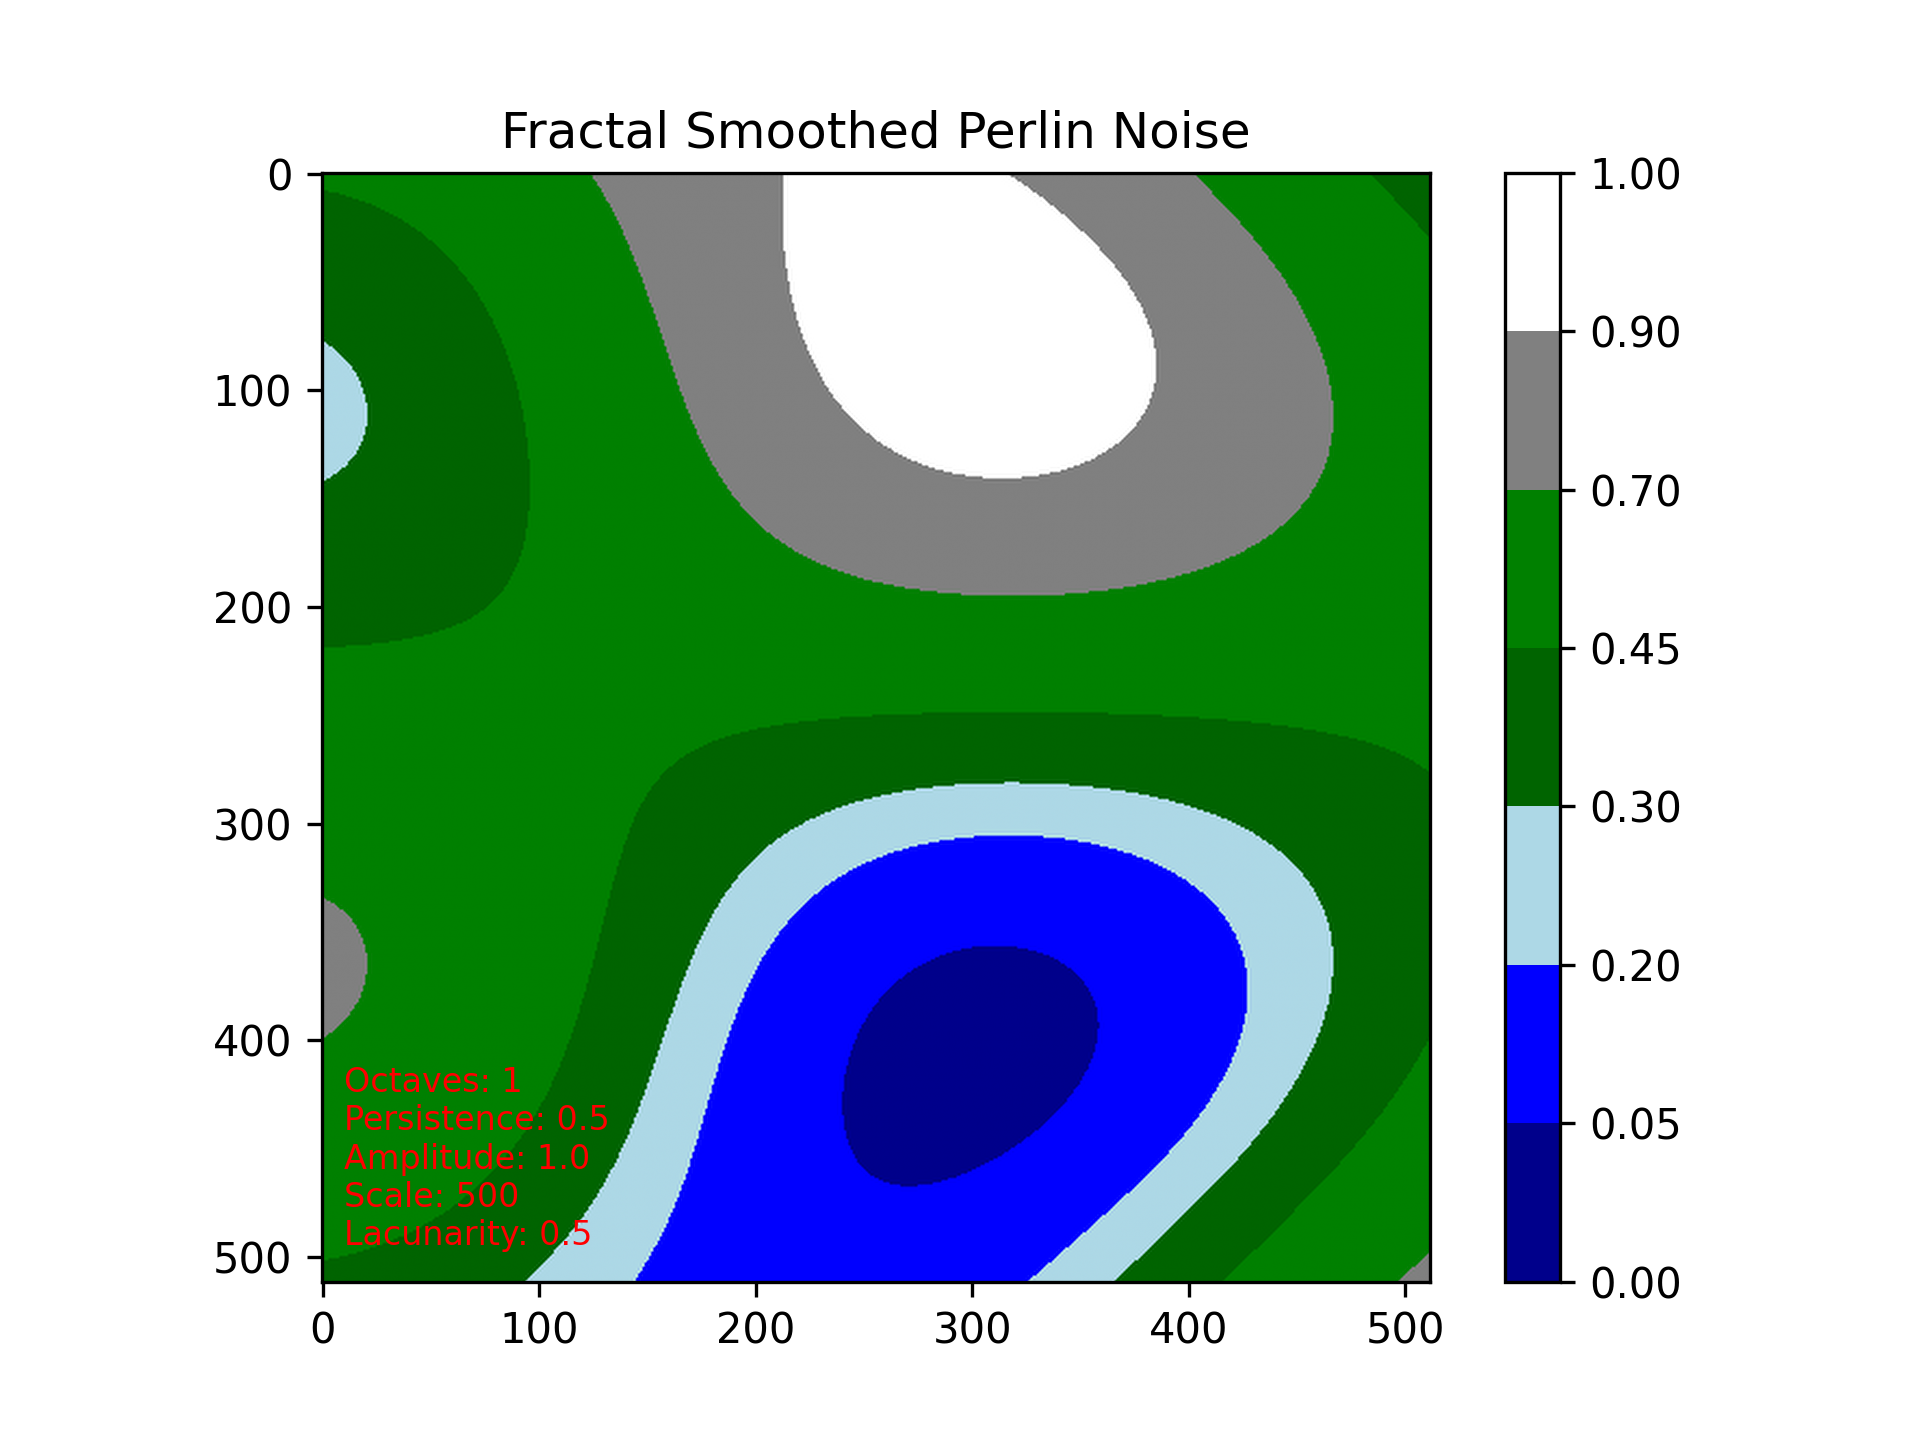 Fractal Smoothed Perlin Noise
0
100
200
300
400
500
Octaves: 1
Persistence: 0.5
Amplitude: 1.0
Scale: 500
Lacunarity: 0.5
0 100 200 300 400 500
1.00
0.90
0.70
0.45
0.30
0.20
0.05
0.00